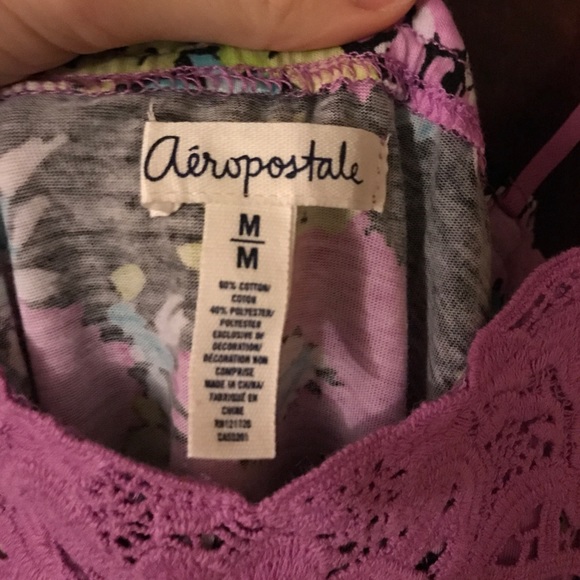 aéropostale
M
M
60% COTTON/
COTON
40% POLYESTER/
POLYESTER
EXCLUSIVE OF
DECORATION/
DÉCORATION NON
COMPRISE
MADE IN CHINA/
FABRIQUÉ EN
CHINE